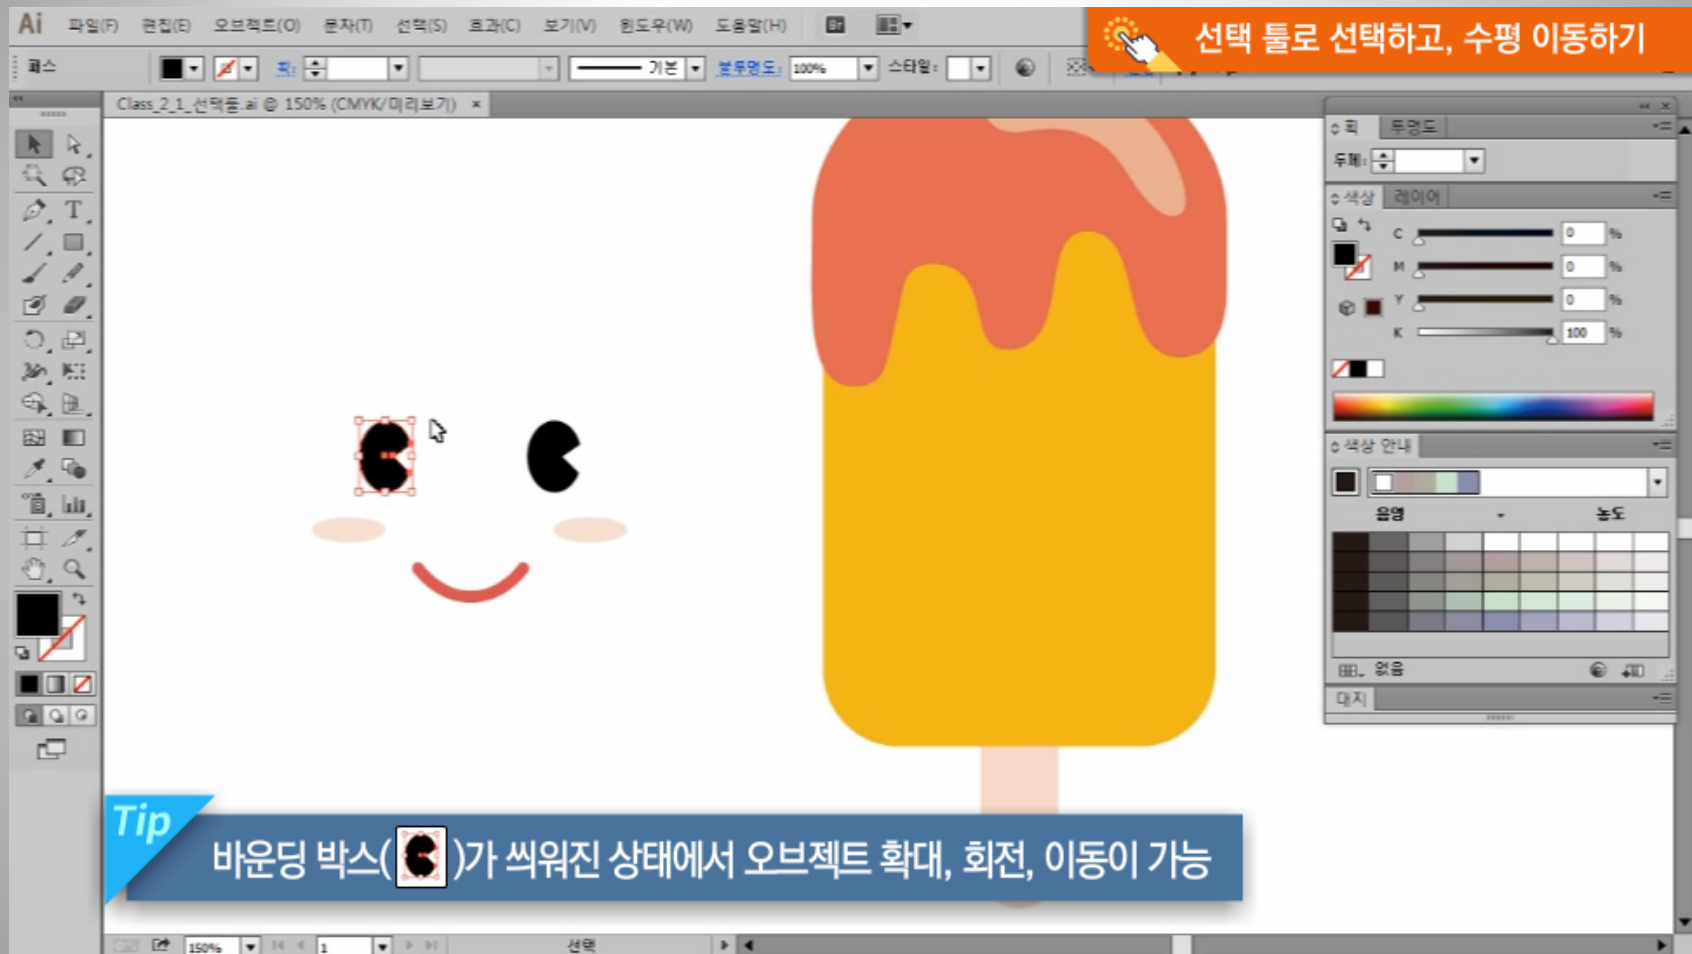 Ai 파일(F) 편집(E) 오브젝트(O) 문자(T) 선택(S) 효과(C) 보기(V) 윈도우(W) 도움말(H) Br
선택 툴로 선택하고, 수평 이동하기
패스 획: 기본 불투명도: 100% 스타일:
Class_2_1_선택툴.ai @ 150% (CMYK/미리보기) ×
획 투명도
두께:
색상 레이어
C 0 %
M 0 %
Y 0 %
K 100 %
색상 안내
음영 농도
없음
대지
Tip
바운딩 박스( )가 씌워진 상태에서 오브젝트 확대, 회전, 이동이 가능
150% 1 선택